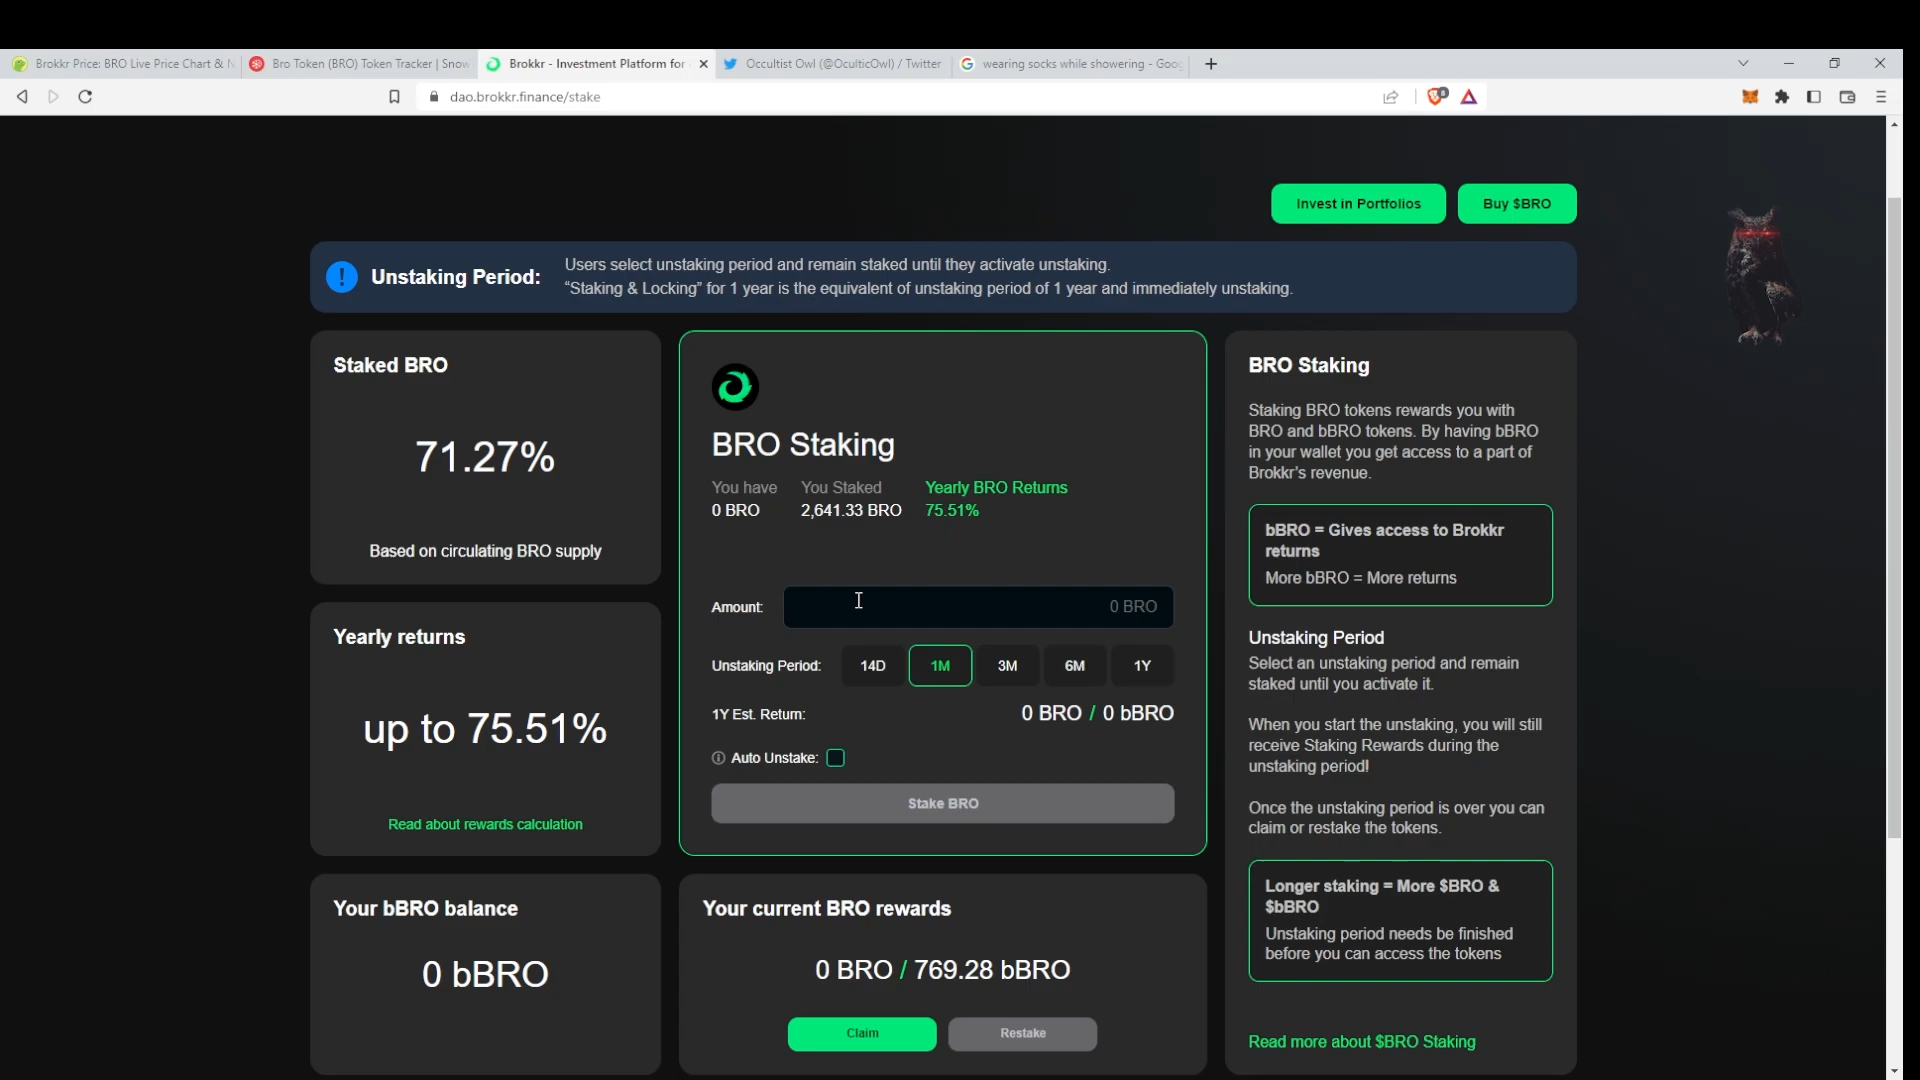 Brokkr Price: BRO Live Price Chart &
Bro Token (BRO) Token Tracker | Snow
Brokkr - Investment Platform for
Occultist Owl (@OculticOwl) / Twitter
wearing socks while showering - Goo
dao.brokkr.finance/stake
Invest in Portfolios
Buy $BRO
Unstaking Period:
Users select unstaking period and remain staked until they activate unstaking.
“Staking & Locking” for 1 year is the equivalent of unstaking period of 1 year and immediately unstaking.
Staked BRO
71.27%
Based on circulating BRO supply
Yearly returns
up to 75.51%
Read about rewards calculation
Your bBRO balance
0 bBRO
BRO Staking
You have You Staked Yearly BRO Returns
0 BRO 2,641.33 BRO 75.51%
Amount: 0 BRO
Unstaking Period: 14D 1M 3M 6M 1Y
1Y Est. Return: 0 BRO / 0 bBRO
Auto Unstake:
Stake BRO
Your current BRO rewards
0 BRO / 769.28 bBRO
Claim Restake
BRO Staking
Staking BRO tokens rewards you with
BRO and bBRO tokens. By having bBRO
in your wallet you get access to a part of
Brokkr's revenue.
bBRO = Gives access to Brokkr
returns
More bBRO = More returns
Unstaking Period
Select an unstaking period and remain
staked until you activate it.
When you start the unstaking, you will still
receive Staking Rewards during the
unstaking period!
Once the unstaking period is over you can
claim or restake the tokens.
Longer staking = More $BRO &
$bBRO
Unstaking period needs be finished
before you can access the tokens
Read more about $BRO Staking